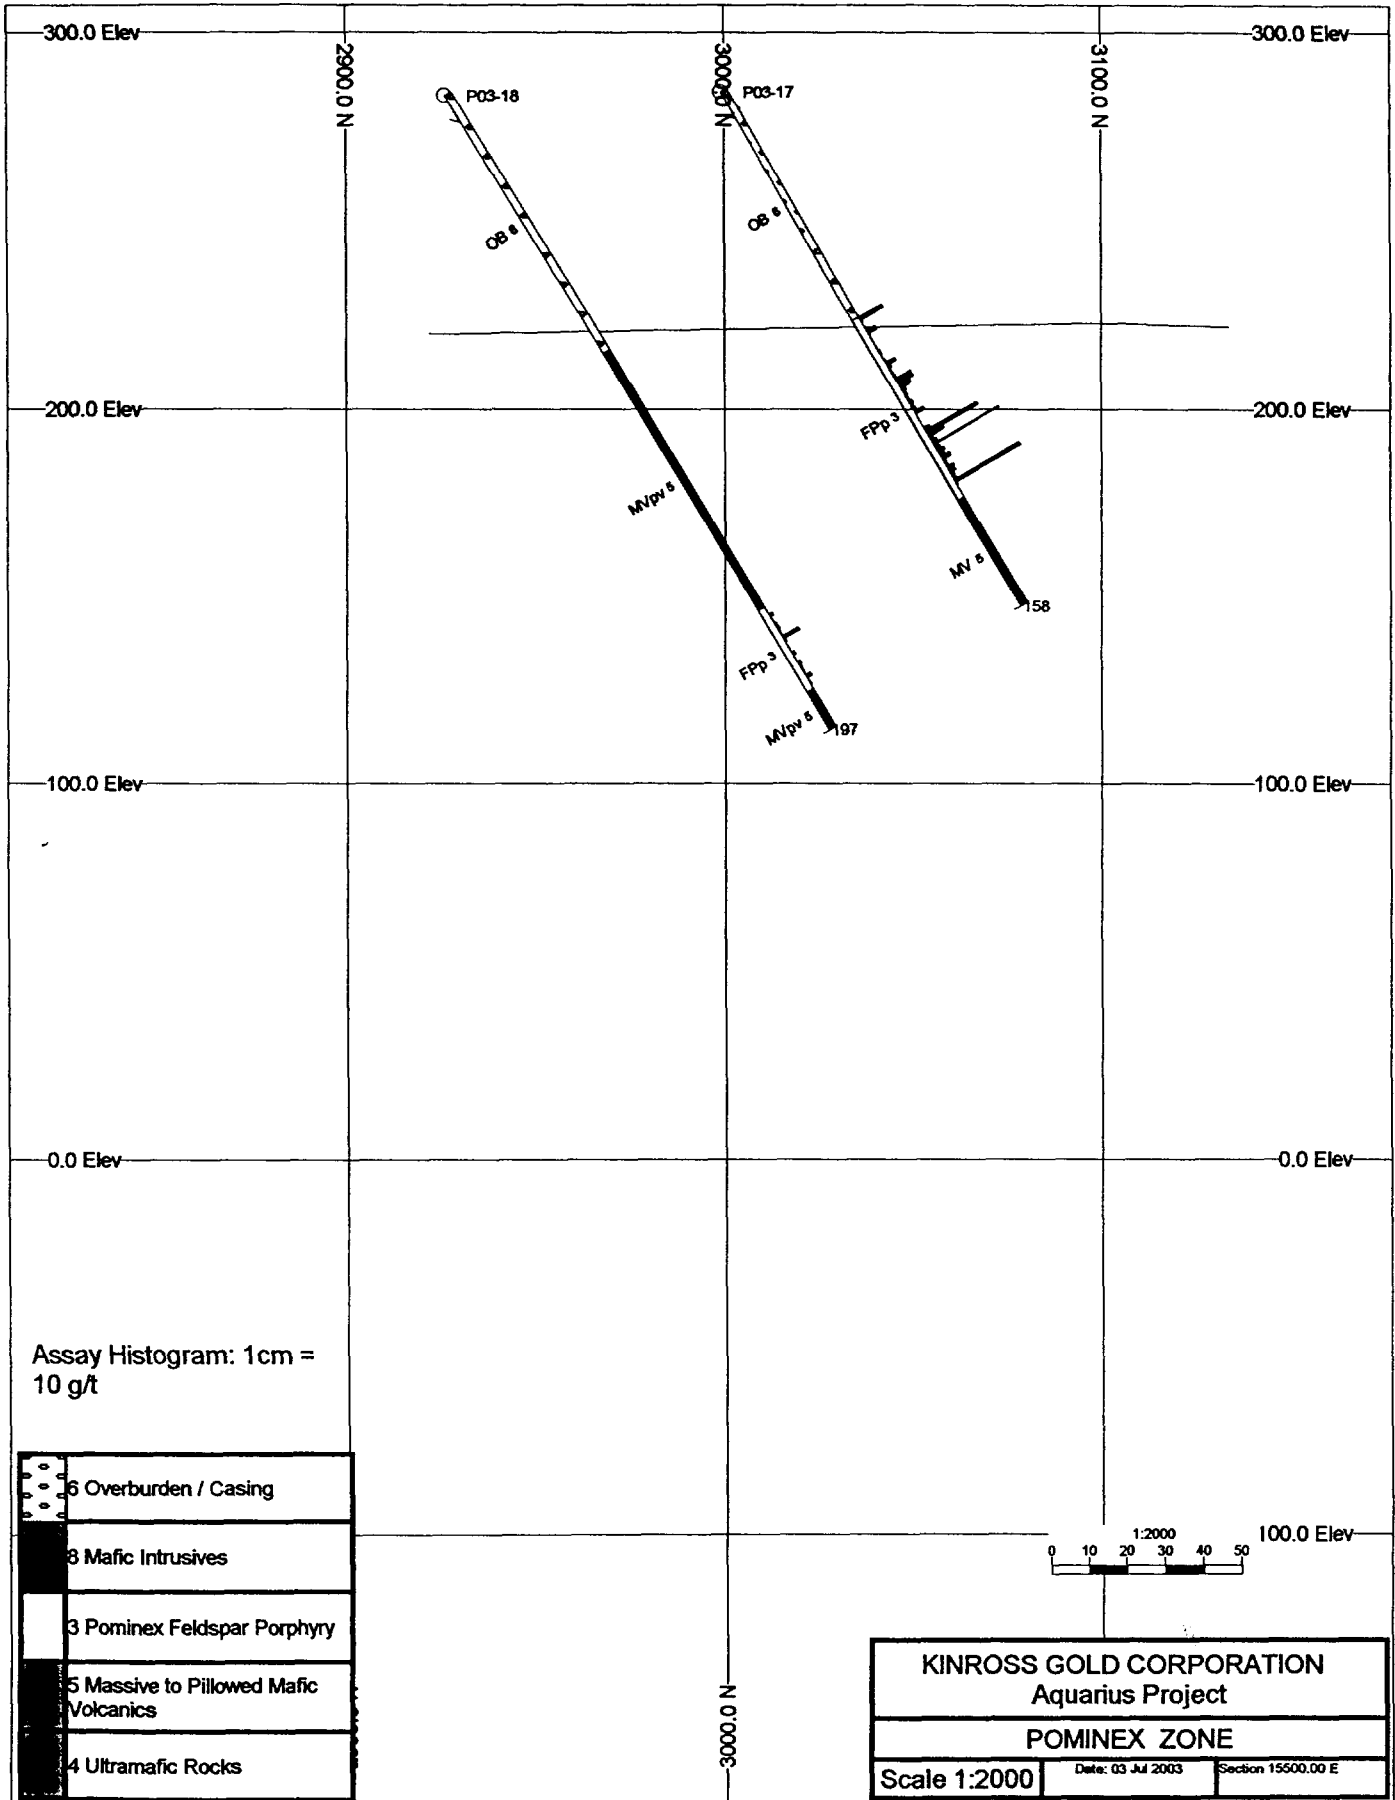 300.0 Elev
300.0 Elev
2900.0 N
3000.0 N
3100.0 N
P03-18
P03-17
OB 6
OB 6
200.0 Elev
200.0 Elev
FPp 3
MVpv 5
MV 5
158
FPp 3
MVpv 5
197
100.0 Elev
100.0 Elev
0.0 Elev
0.0 Elev
Assay Histogram: 1cm =
10 g/t
6 Overburden / Casing
8 Mafic Intrusives
3 Pominex Feldspar Porphyry
5 Massive to Pillowed Mafic
Volcanics
4 Ultramafic Rocks
100.0 Elev
1:2000
0 10 20 30 40 50
3000.0 N
KINROSS GOLD CORPORATION
Aquarius Project
POMINEX ZONE
Scale 1:2000
Date: 03 Jul 2003
Section 15500.00 E